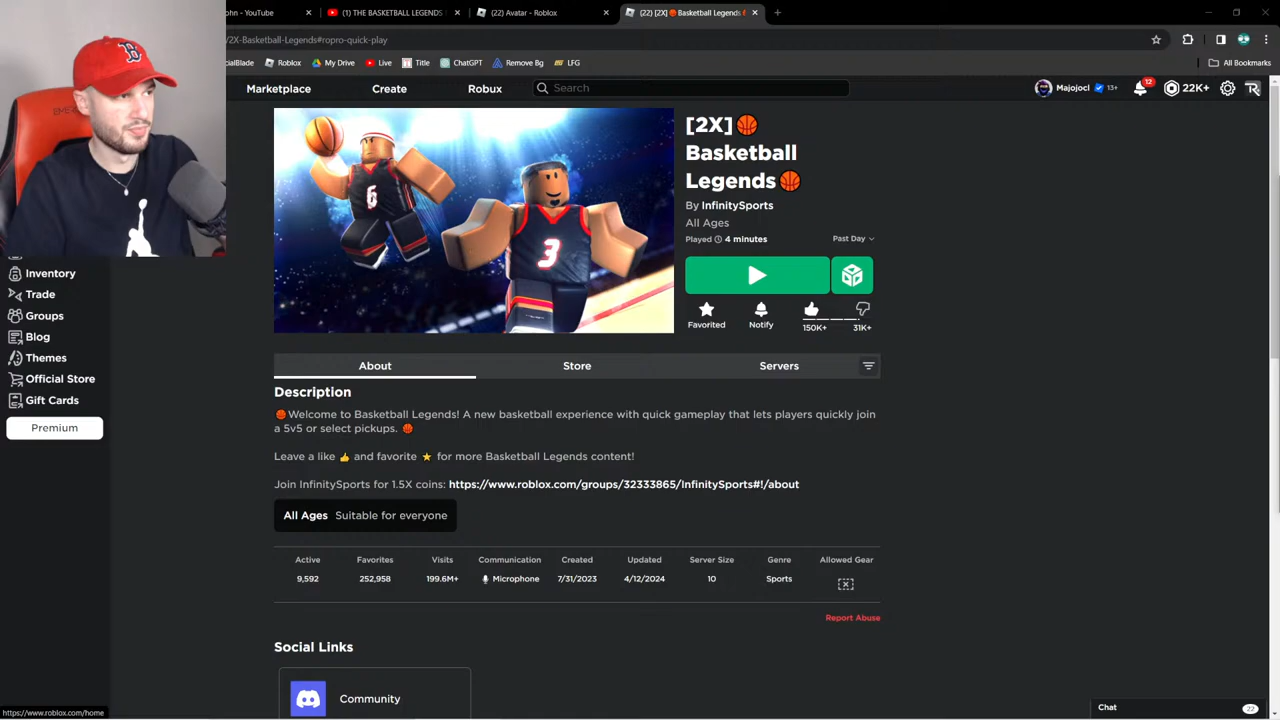 ohn - YouTube
(1) THE BASKETBALL LEGENDS
(22) Avatar - Roblox
(22) [2X] 🏀 Basketball Legends
/2X-Basketball-Legends#ropro-quick-play
ocialBlade
Roblox
My Drive
Live
Title
ChatGPT
Remove Bg
LFG
All Bookmarks
Marketplace
Create
Robux
Search
Majojocl
13+
12
22K+
[2X] 🏀
Basketball
Legends 🏀
By InfinitySports
All Ages
Played 4 minutes
Past Day
Favorited
Notify
150K+
31K+
6
3
B
Inventory
Trade
Groups
Blog
Themes
Official Store
Gift Cards
Premium
About
Store
Servers
Description
🏀Welcome to Basketball Legends! A new basketball experience with quick gameplay that lets players quickly join
a 5v5 or select pickups. 🏀
Leave a like 👍 and favorite ⭐ for more Basketball Legends content!
Join InfinitySports for 1.5X coins: https://www.roblox.com/groups/32333865/InfinitySports#!/about
All Ages Suitable for everyone
Active Favorites Visits Communication Created Updated Server Size Genre Allowed Gear
9,592 252,958 199.6M+ Microphone 7/31/2023 4/12/2024 10 Sports
Report Abuse
Social Links
Community
https://www.roblox.com/home
Chat
22